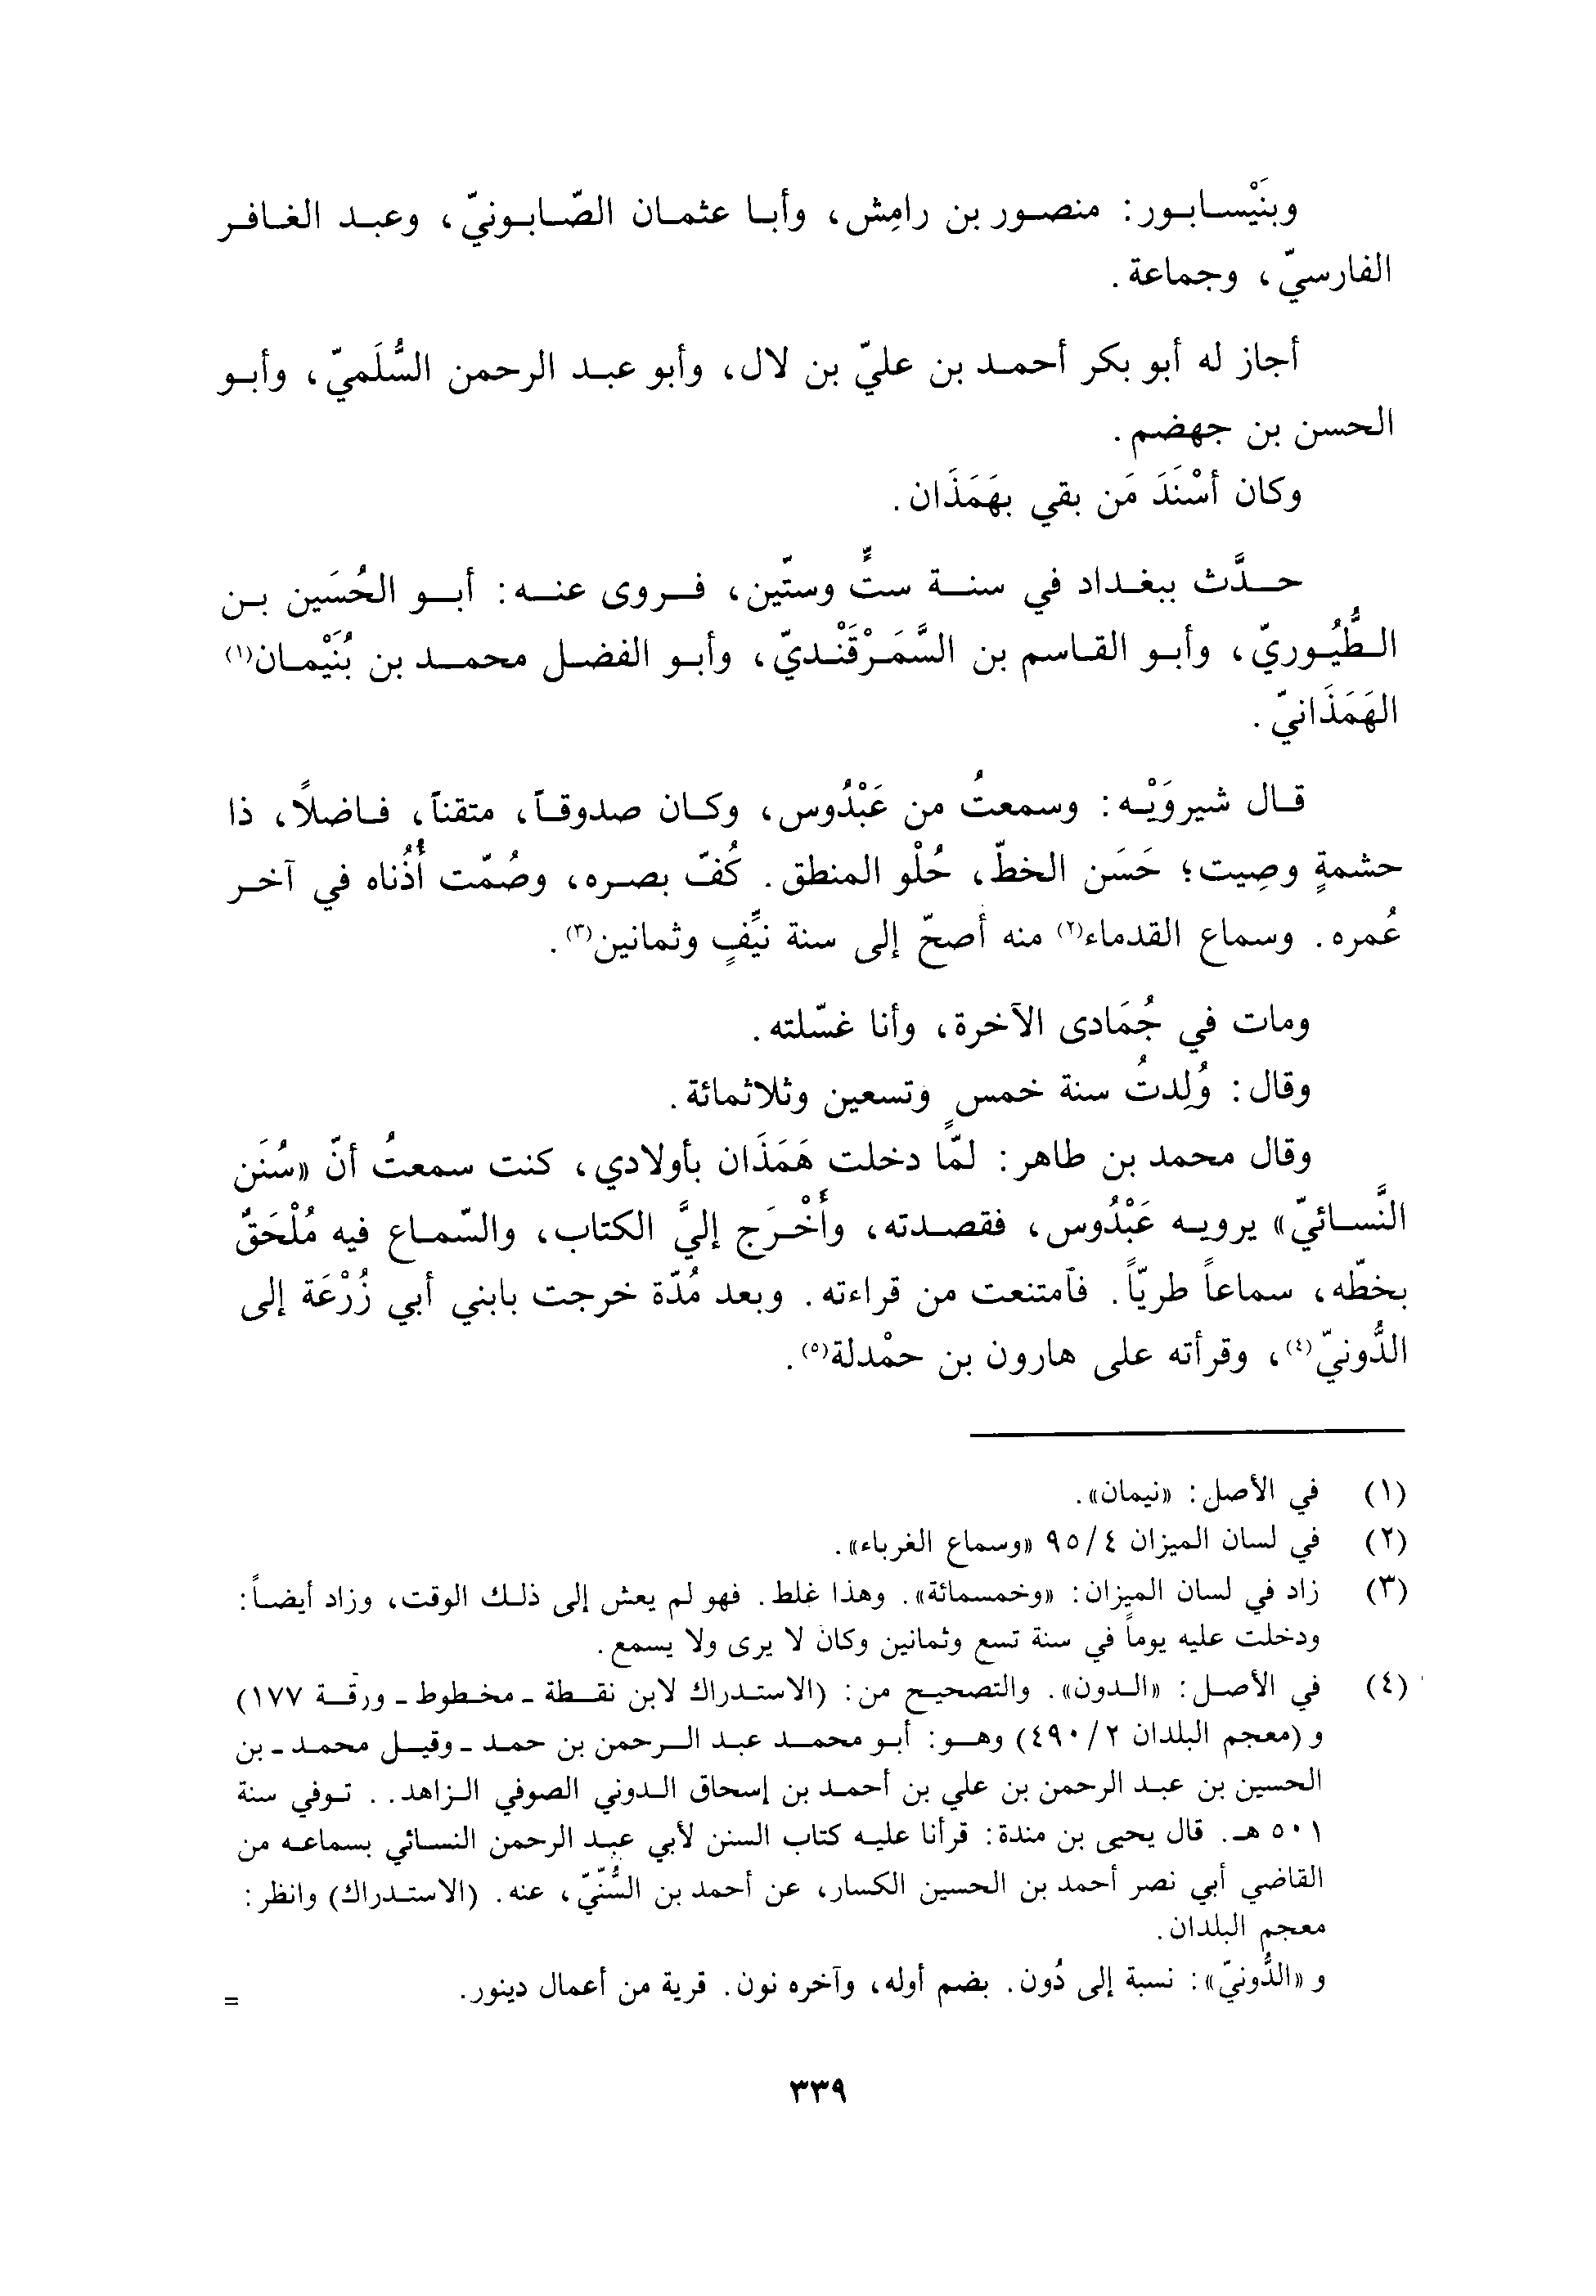 وبنَيْسابور: منصور بن رامِش، وأبا عثمان الصّابونيّ، وعبد الغافر
الفارسيّ، وجماعة.
أجاز له أبو بكر أحمد بن عليّ بن لال، وأبو عبد الرحمن السُّلَميّ، وأبو
الحسن بن جهضم.
وكان أسْنَدَ مَن بقي بهَمَذَان.
حدَّث ببغداد في سنة ستٍّ وستّين، فروى عنه: أبو الحُسَين بن
الطُّيُوريّ، وأبو القاسم بن السَّمَرْقَنْديّ، وأبو الفضل محمد بن بُنَيْمان(١)
الهَمَذَانيّ.
قال شيروَيْه: وسمعتُ من عَبْدُوس، وكان صدوقاً، متقناً، فاضلاً، ذا
حشمةٍ وصِيت؛ حَسَن الخطّ، حُلْو المنطق. كُفّ بصره، وصُمّت أُذُناه في آخر
عُمره. وسماع القدماء(٢) منه أصحّ إلى سنة نيِّفٍ وثمانين(٣).
ومات في جُمَادى الآخرة، وأنا غسّلته.
وقال: وُلِدتُ سنة خمسٍ وتسعين وثلاثمائة.
وقال محمد بن طاهر: لمّا دخلت هَمَذَان بأولادي، كنت سمعتُ أنّ «سُنَن
النَّسائيّ» يرويه عَبْدُوس، فقصدته، وأَخْرَج إليَّ الكتاب، والسّماع فيه مُلْحَقٌ
بخطّه، سماعاً طريّاً. فٱمتنعت من قراءته. وبعد مُدّة خرجت بابني أبي زُرْعَة إلى
الدُّونيّ(٤)، وقرأته على هارون بن حمْدلة(٥).
(١) في الأصل: «نيمان».
(٢) في لسان الميزان ٤/ ٩٥ «وسماع الغرباء».
(٣) زاد في لسان الميزان: «وخمسمائة». وهذا غلط. فهو لم يعش إلى ذلك الوقت، وزاد أيضاً:
ودخلت عليه يوماً في سنة تسع وثمانين وكان لا يرى ولا يسمع.
(٤) في الأصل: «الدون». والتصحيح من: (الاستدراك لابن نقطة ـ مخطوط ـ ورقة ١٧٧)
و (معجم البلدان ٢/ ٤٩٠) وهو: أبو محمد عبد الرحمن بن حمد ـ وقيل محمد ـ بن
الحسين بن عبد الرحمن بن علي بن أحمد بن إسحاق الدوني الصوفي الزاهد.. توفي سنة
٥٠١ هـ. قال يحيى بن مندة: قرأنا عليه كتاب السنن لأبي عبد الرحمن النسائي بسماعه من
القاضي أبي نصر أحمد بن الحسين الكسار، عن أحمد بن السُّنّيّ، عنه. (الاستدراك) وانظر:
معجم البلدان.
و «الدُّونيّ»: نسبة إلى دُون. بضم أوله، وآخره نون. قرية من أعمال دينور. =
٣٣٩